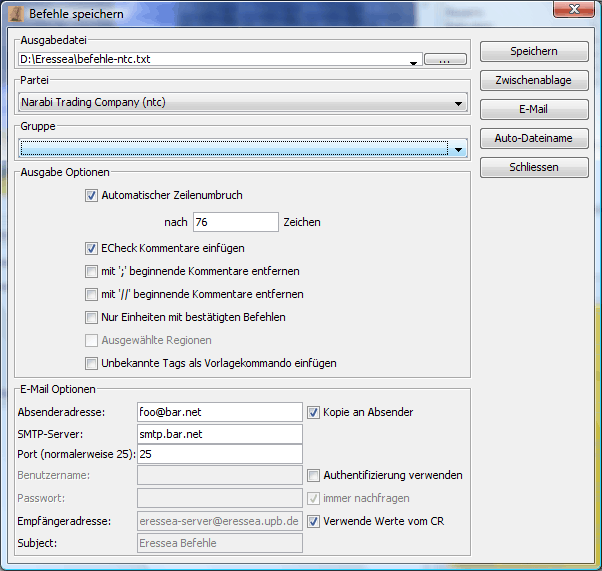 Befehle speichern
Ausgabedatei
D:\Eressea\befehle-ntc.txt
...
Speichern
Partei
Narabi Trading Company (ntc)
Zwischenablage
E-Mail
Gruppe
Auto-Dateiname
Schliessen
Ausgabe Optionen
Automatischer Zeilenumbruch
nach 76 Zeichen
ECheck Kommentare einfügen
mit ';' beginnende Kommentare entfernen
mit '//' beginnende Kommentare entfernen
Nur Einheiten mit bestätigten Befehlen
Ausgewählte Regionen
Unbekannte Tags als Vorlagekommando einfügen
E-Mail Optionen
Absenderadresse: foo@bar.net Kopie an Absender
SMTP-Server: smtp.bar.net
Port (normalerweise 25): 25
Benutzername: Authentifizierung verwenden
Passwort: immer nachfragen
Empfängeradresse: eressea-server@eressea.upb.de Verwende Werte vom CR
Subject: Eressea Befehle